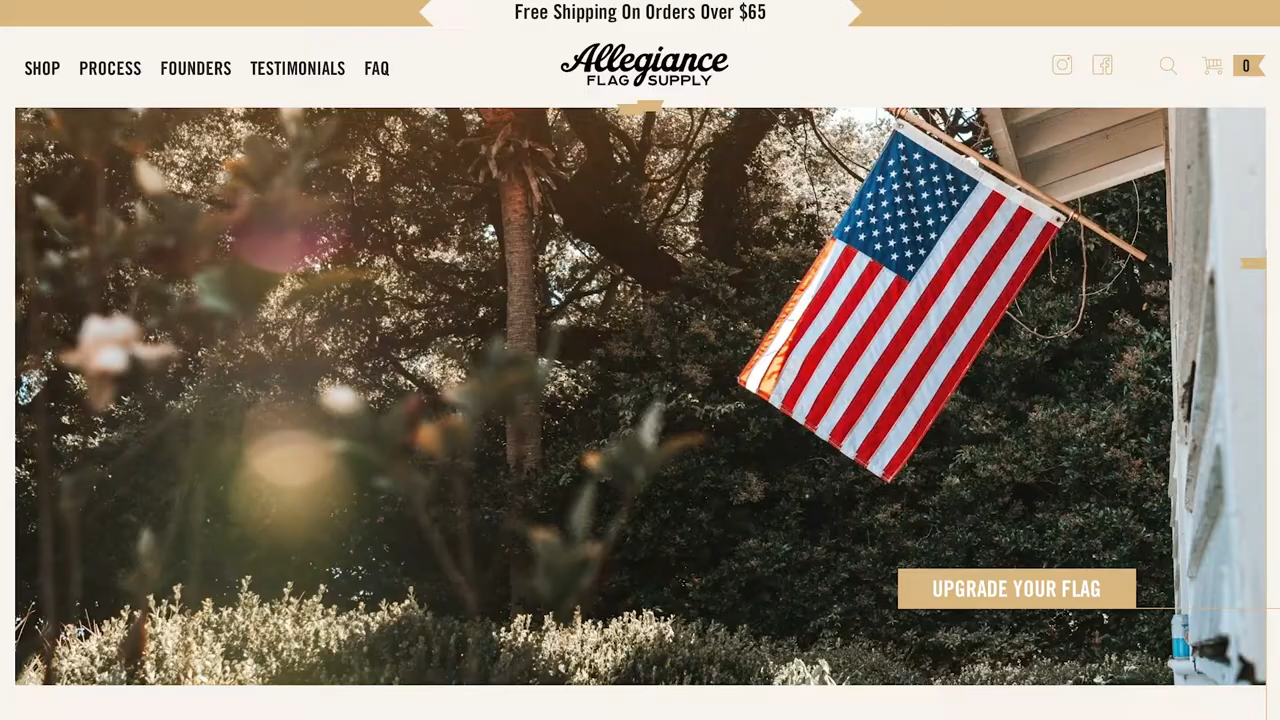 Free Shipping On Orders Over $65
SHOP PROCESS FOUNDERS TESTIMONIALS FAQ
Allegiance
FLAG SUPPLY
0
UPGRADE YOUR FLAG